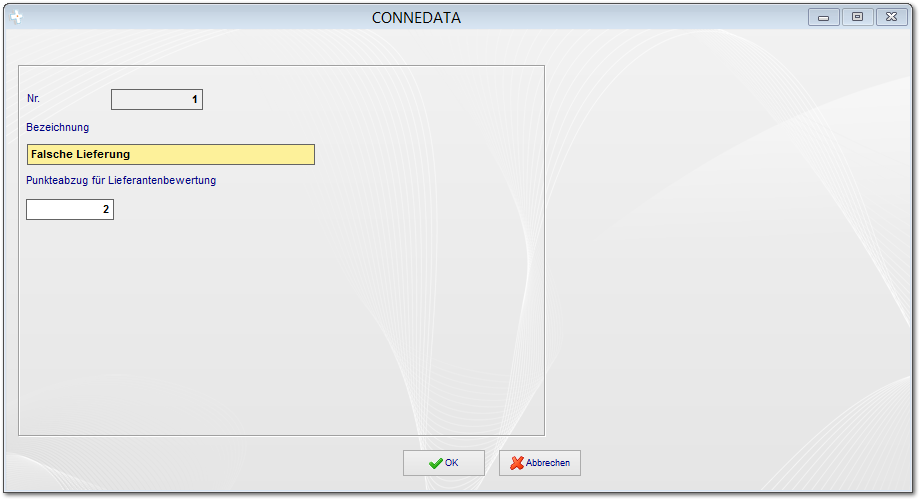 CONNEDATA
Nr. 1
Bezeichnung
Falsche Lieferung
Punkteabzug für Lieferantenbewertung
2
OK Abbrechen